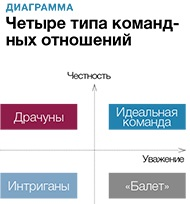 ДИАГРАММА
Четыре типа команд-
ных отношений
Честность
Драчуны
Идеальная
команда
Уважение
Интриганы
«Балет»